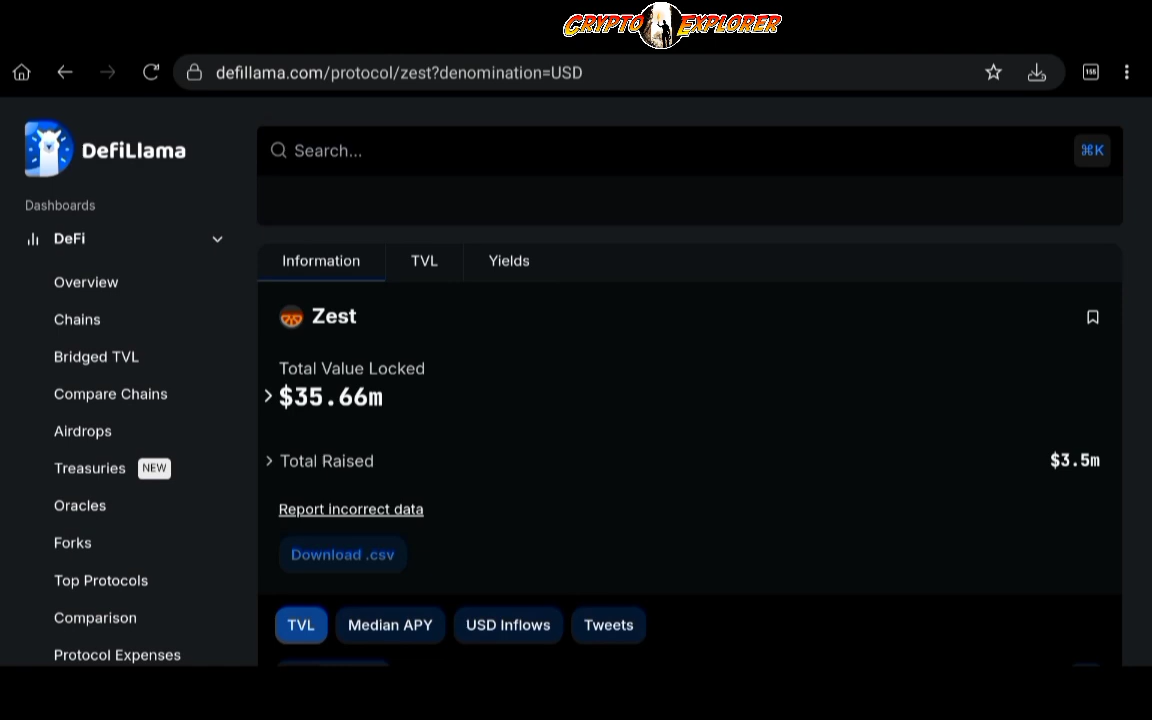 CRYPTO EXPLORER
defillama.com/protocol/zest?denomination=USD
155
DefiLlama
Search...
⌘K
Dashboards
DeFi
Information
TVL
Yields
Overview
Zest
Chains
Bridged TVL
Total Value Locked
$35.66m
Compare Chains
Airdrops
Total Raised
$3.5m
Treasuries NEW
Oracles
Report incorrect data
Forks
Download .csv
Top Protocols
Comparison
TVL
Median APY
USD Inflows
Tweets
Protocol Expenses